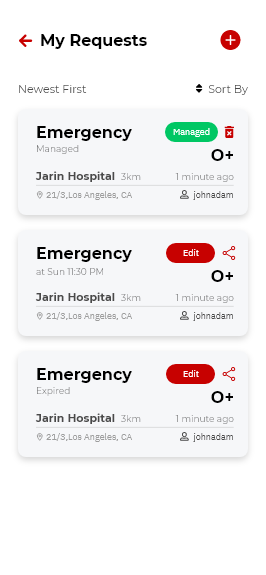 My Requests
Newest First Sort By
Emergency Managed
Managed
O+
Jarin Hospital 3km 1 minute ago
21/3,Los Angeles, CA johnadam
Emergency Edit
at Sun 11:30 PM
O+
Jarin Hospital 3km 1 minute ago
21/3,Los Angeles, CA johnadam
Emergency Edit
Expired
O+
Jarin Hospital 3km 1 minute ago
21/3,Los Angeles, CA johnadam